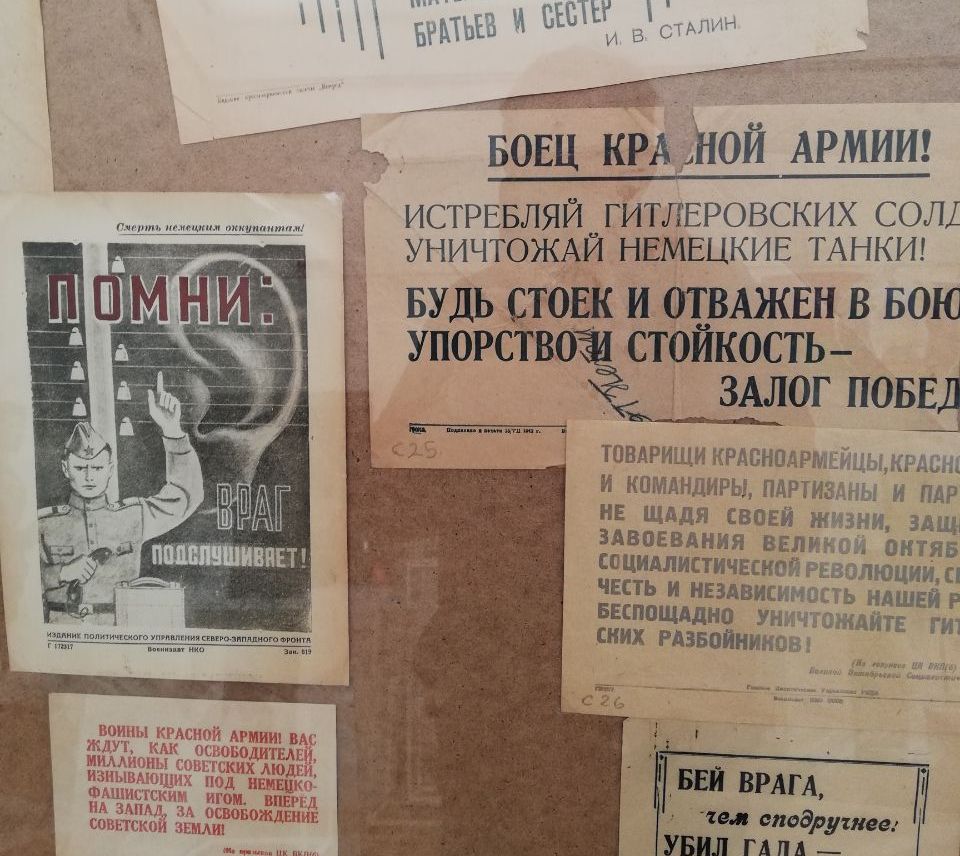 БРАТЬЕВ И СЕСТЕР
И. В. СТАЛИН.
БОЕЦ КРАСНОЙ АРМИИ!
ИСТРЕБЛЯЙ ГИТЛЕРОВСКИХ СОЛД
УНИЧТОЖАЙ НЕМЕЦКИЕ ТАНКИ!
БУДЬ СТОЕК И ОТВАЖЕН В БОЮ
УПОРСТВО И СТОЙКОСТЬ—
ЗАЛОГ ПОБЕД
С 25
Смерть немецким оккупантам!
ПОМНИ:
ВРАГ
ПОДСЛУШИВАЕТ!
ИЗДАНИЕ ПОЛИТИЧЕСКОГО УПРАВЛЕНИЯ СЕВЕРО-ЗАПАДНОГО ФРОНТА
Г 172317 Воениздат НКО Зак. 819
ТОВАРИЩИ КРАСНОАРМЕЙЦЫ, КРАСНО
И КОМАНДИРЫ, ПАРТИЗАНЫ И ПАР
НЕ ЩАДЯ СВОЕЙ ЖИЗНИ, ЗАЩ
ЗАВОЕВАНИЯ ВЕЛИКОЙ ОКТЯБ
СОЦИАЛИСТИЧЕСКОЙ РЕВОЛЮЦИИ, С
ЧЕСТЬ И НЕЗАВИСИМОСТЬ НАШЕЙ Р
БЕСПОЩАДНО УНИЧТОЖАЙТЕ ГИТ
СКИХ РАЗБОЙНИКОВ!
С 26
ВОИНЫ КРАСНОЙ АРМИИ! ВАС
ЖДУТ, КАК ОСВОБОДИТЕЛЕЙ,
МИЛЛИОНЫ СОВЕТСКИХ ЛЮДЕЙ,
ИЗНЫВАЮЩИХ ПОД НЕМЕЦКО-
ФАШИСТСКИМ ИГОМ. ВПЕРЕД
НА ЗАПАД, ЗА ОСВОБОЖДЕНИЕ
СОВЕТСКОЙ ЗЕМЛИ!
БЕЙ ВРАГА,
чем сподручнее:
УБИЛ ГАДА —